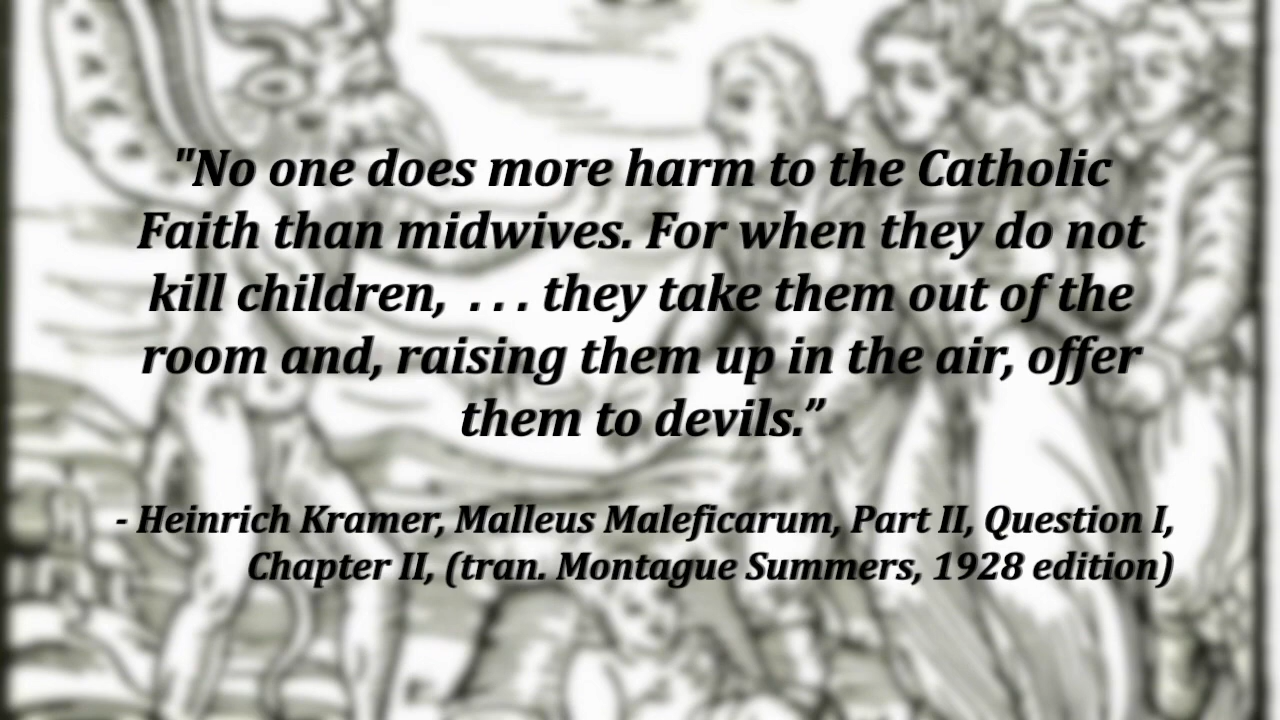 "No one does more harm to the Catholic
Faith than midwives. For when they do not
kill children,  . . . they take them out of the
room and, raising them up in the air, offer
them to devils.”
- Heinrich Kramer, Malleus Maleficarum, Part II, Question I,
Chapter II, (tran. Montague Summers, 1928 edition)